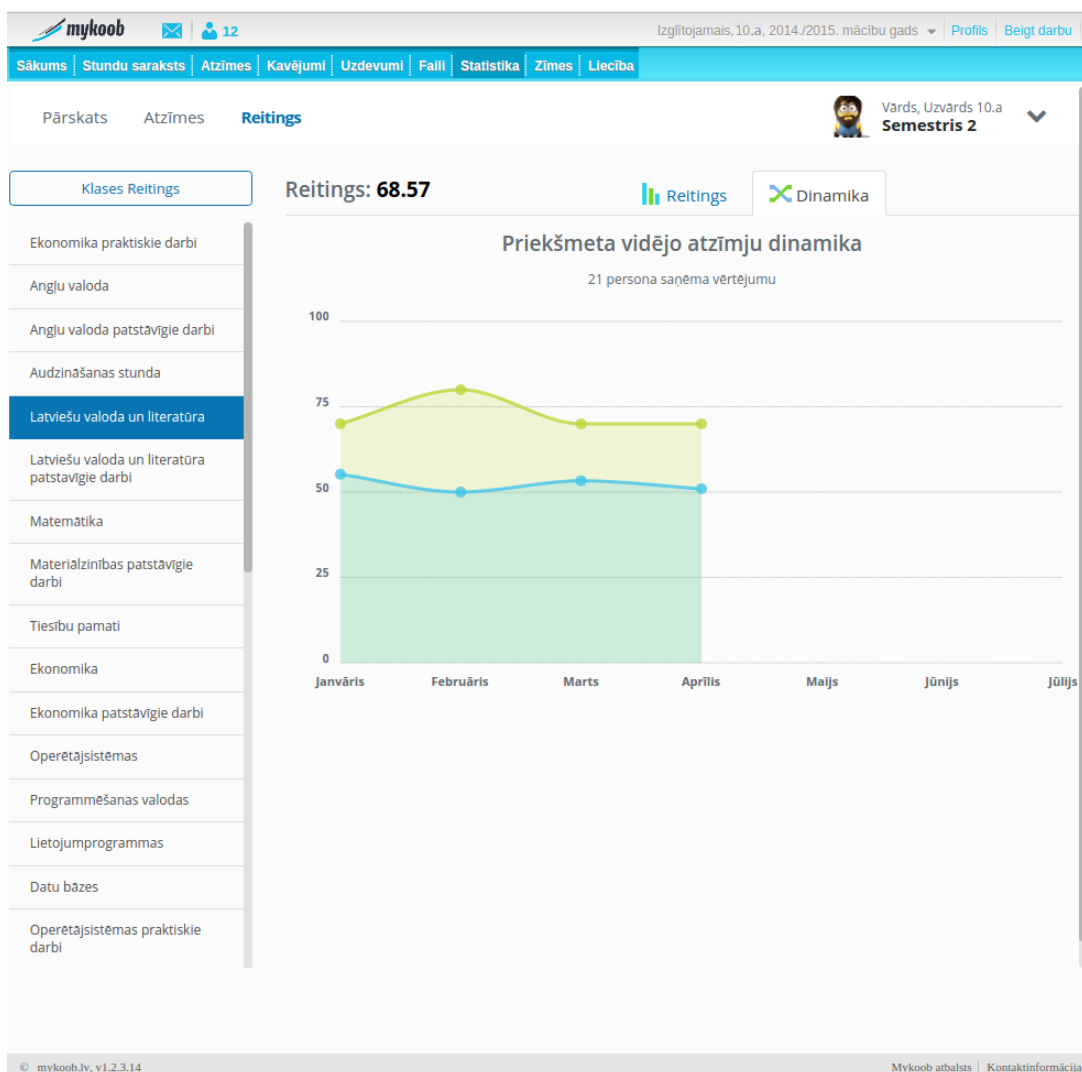 mykoob 12 Izglītojamais,10.a, 2014./2015. mācību gads Profils Beigt darbu
Sākums Stundu saraksts Atzīmes Kavējumi Uzdevumi Faili Statistika Zīmes Liecība
Pārskats Atzīmes Reitings
Vārds, Uzvārds 10.a
Semestris 2
Klases Reitings
Ekonomika praktiskie darbi
Angļu valoda
Angļu valoda patstāvīgie darbi
Audzināšanas stunda
Latviešu valoda un literatūra
Latviešu valoda un literatūra
patstavīgie darbi
Matemātika
Materiālzinības patstāvīgie
darbi
Tiesību pamati
Ekonomika
Ekonomika patstāvīgie darbi
Operētājsistēmas
Programmēšanas valodas
Lietojumprogrammas
Datu bāzes
Operētājsistēmas praktiskie
darbi
Reitings: 68.57
Reitings Dinamika
Priekšmeta vidējo atzīmju dinamika
21 persona saņēma vērtējumu
100
75
50
25
0
Janvāris Februāris Marts Aprīlis Maijs Jūnijs Jūlijs
© mykoob.lv, v1.2.3.14 Mykoob atbalsts Kontaktinformācija